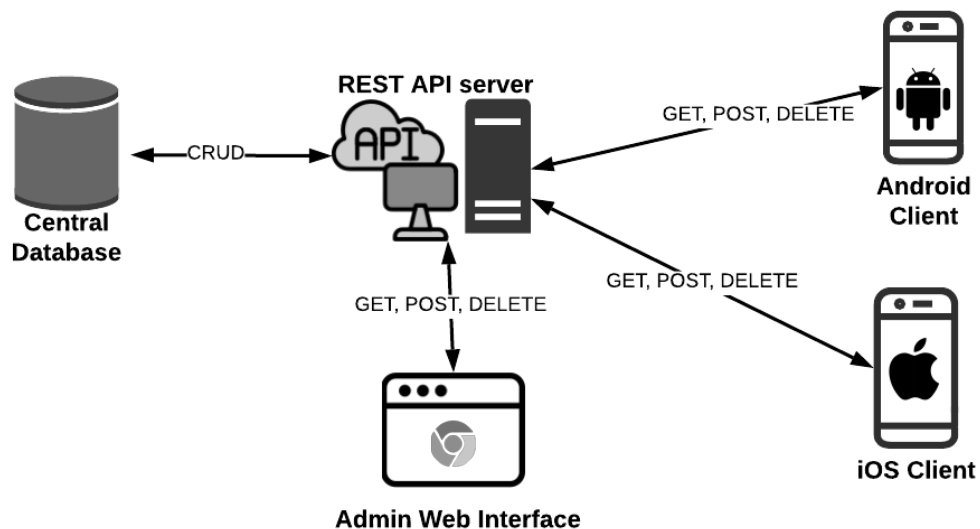 REST API server
API
GET, POST, DELETE
CRUD
Android
Client
Central
Database
GET, POST, DELETE
GET, POST, DELETE
iOS Client
Admin Web Interface